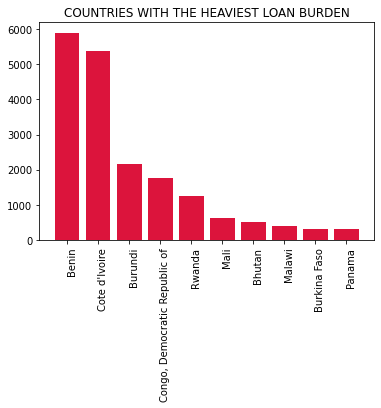 COUNTRIES WITH THE HEAVIEST LOAN BURDEN
6000
5000
4000
3000
2000
1000
0
Benin
Cote d'Ivoire
Burundi
Congo, Democratic Republic of
Rwanda
Mali
Bhutan
Malawi
Burkina Faso
Panama